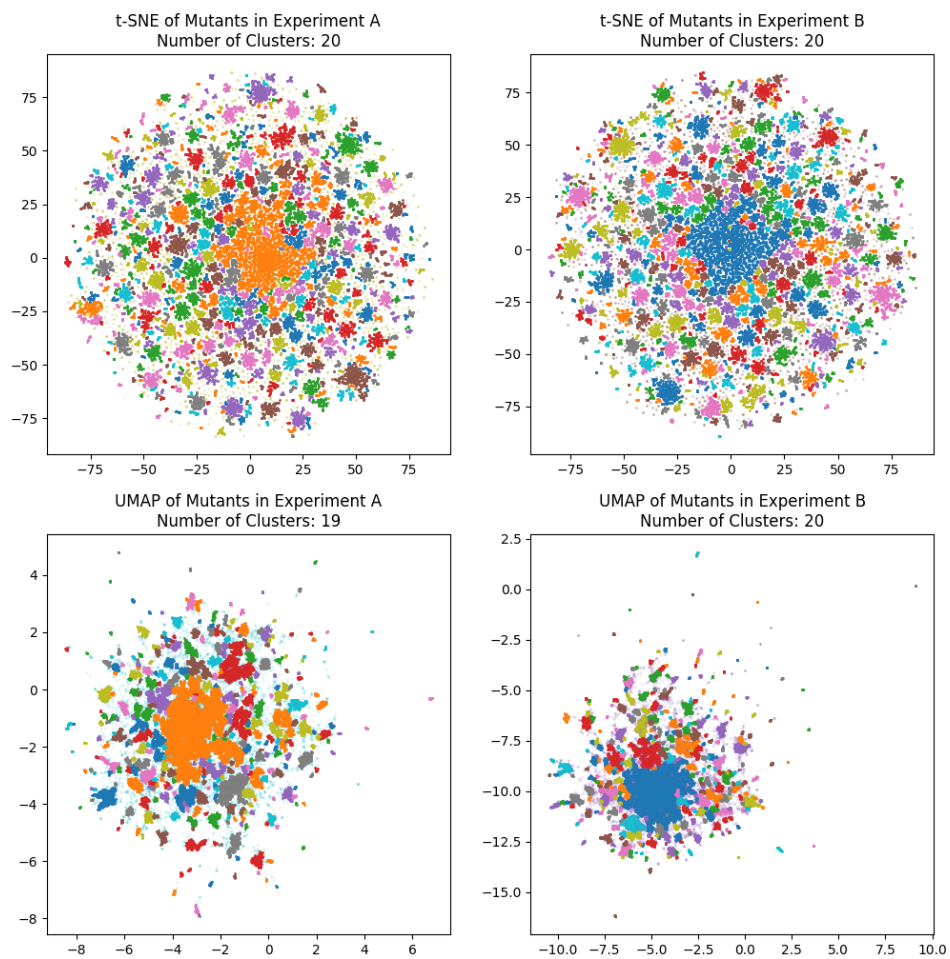 t-SNE of Mutants in Experiment A
Number of Clusters: 20
75
50
25
0
−25
−50
−75
−75 −50 −25 0 25 50 75
t-SNE of Mutants in Experiment B
Number of Clusters: 20
75
50
25
0
−25
−50
−75
−75 −50 −25 0 25 50 75
UMAP of Mutants in Experiment A
Number of Clusters: 19
4
2
0
−2
−4
−6
−8
−8 −6 −4 −2 0 2 4 6
UMAP of Mutants in Experiment B
Number of Clusters: 20
2.5
0.0
−2.5
−5.0
−7.5
−10.0
−12.5
−15.0
−10.0 −7.5 −5.0 −2.5 0.0 2.5 5.0 7.5 10.0